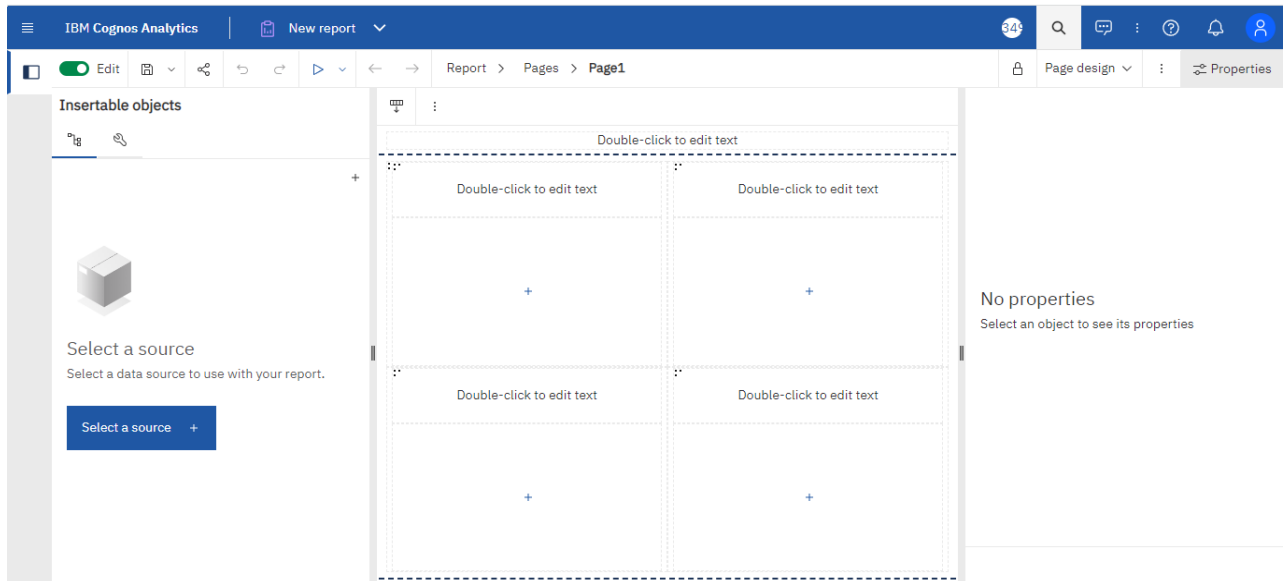 IBM Cognos Analytics
New report
Edit
Report > Pages > Page1
Page design
Properties
Insertable objects
Double-click to edit text
Double-click to edit text
Double-click to edit text
Select a source
Select a data source to use with your report.
Select a source +
No properties
Select an object to see its properties
Double-click to edit text
Double-click to edit text